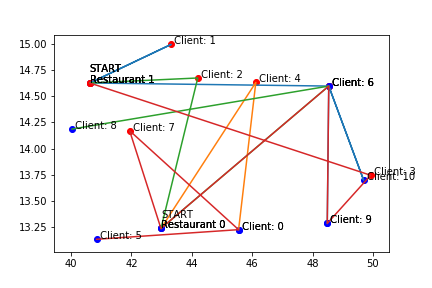 15.00
Client: 1
START
14.75
Restaurant 1
Client: 2
Client: 4
Client: 6
14.50
14.25
Client: 8
Client: 7
14.00
13.75
Client: 3
Client: 10
13.50
START
13.25
Restaurant 0
Client: 0
Client: 9
Client: 5
40
42
44
46
48
50